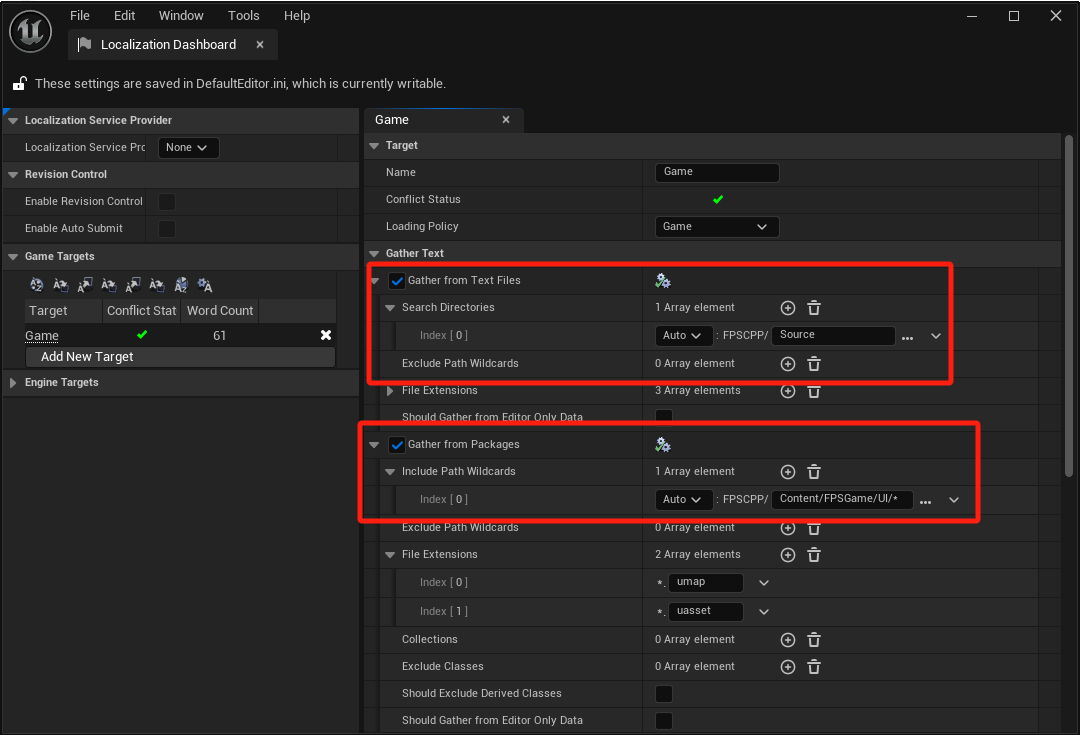 File Edit Window Tools Help
Localization Dashboard
These settings are saved in DefaultEditor.ini, which is currently writable.
Localization Service Provider
Localization Service Prc None
Revision Control
Enable Revision Control
Enable Auto Submit
Game Targets
Target Conflict Stat Word Count
Game 61
Add New Target
Engine Targets
Game
Target
Name Game
Conflict Status
Loading Policy Game
Gather Text
Gather from Text Files
Search Directories 1 Array element
Index [ 0 ] Auto : FPSCPP/ Source ...
Exclude Path Wildcards 0 Array element
File Extensions 3 Array elements
Should Gather from Editor Only Data
Gather from Packages
Include Path Wildcards 1 Array element
Index [ 0 ] Auto : FPSCPP/ Content/FPSGame/UI/* ...
Exclude Path Wildcards 0 Array element
File Extensions 2 Array elements
Index [ 0 ] *. umap
Index [ 1 ] *. uasset
Collections 0 Array element
Exclude Classes 0 Array element
Should Exclude Derived Classes
Should Gather from Editor Only Data